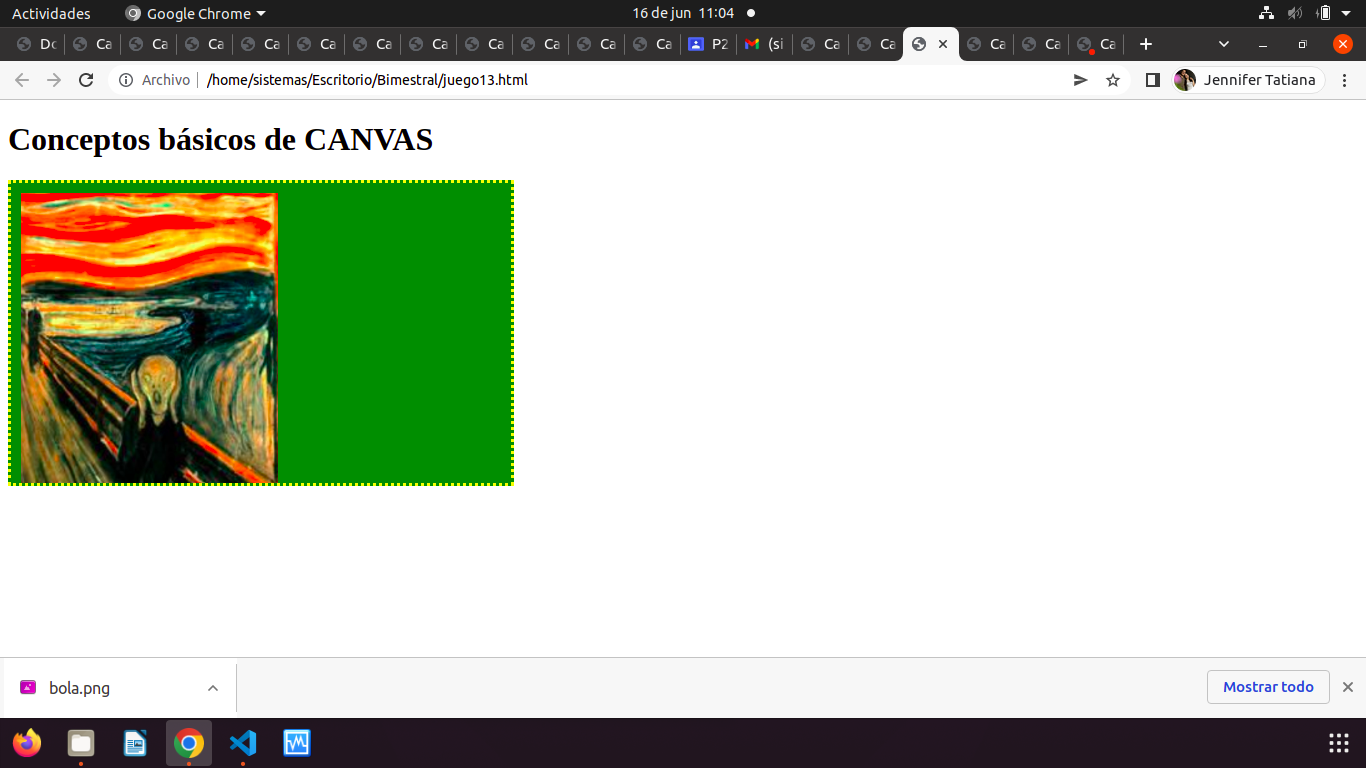 Actividades Google Chrome 16 de jun 11:04
Dc Ca Ca Ca Ca Ca Ca Ca Ca Ca Ca Ca P2 (si Ca Ca Ca Ca Ca
Archivo /home/sistemas/Escritorio/Bimestral/juego13.html Jennifer Tatiana
Conceptos básicos de CANVAS
bola.png Mostrar todo